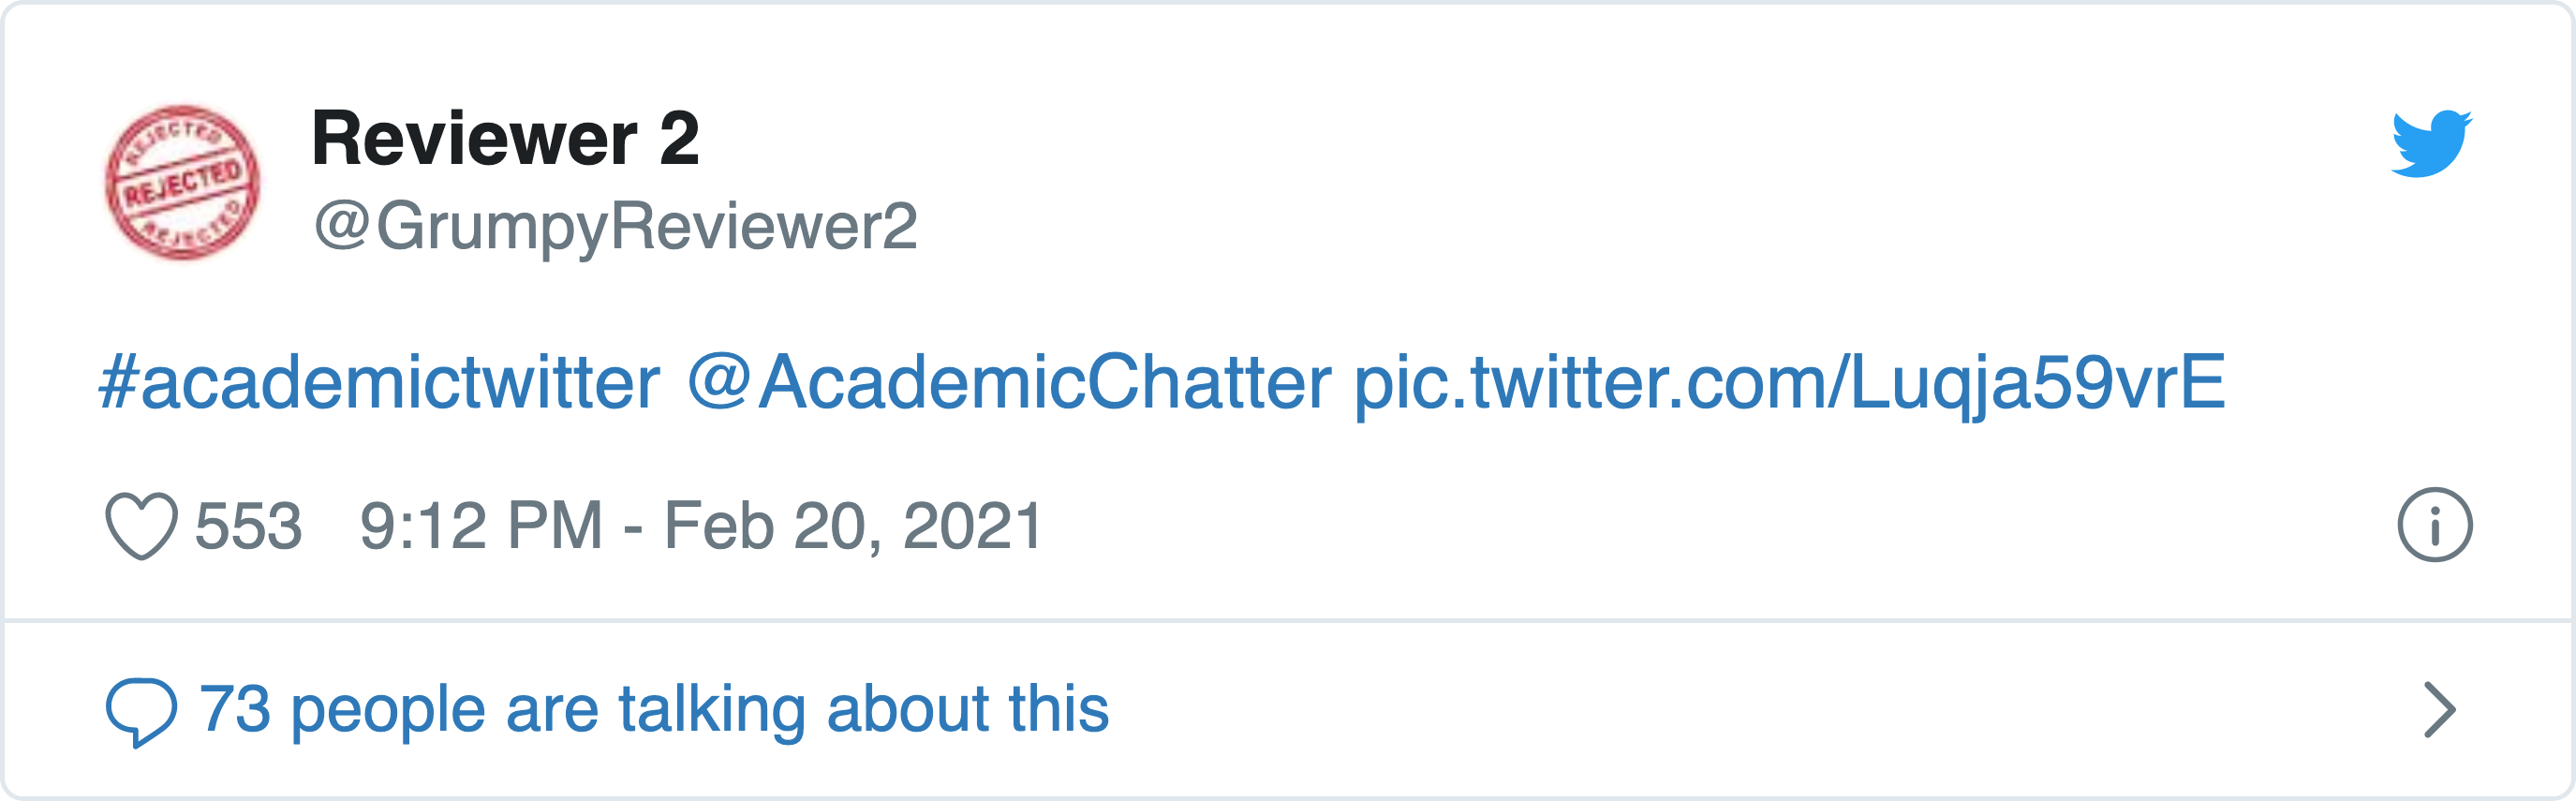 REJECTED
REJECTED
REJECTED
Reviewer 2
@GrumpyReviewer2
#academictwitter @AcademicChatter pic.twitter.com/Luqja59vrE
553 9:12 PM - Feb 20, 2021
73 people are talking about this